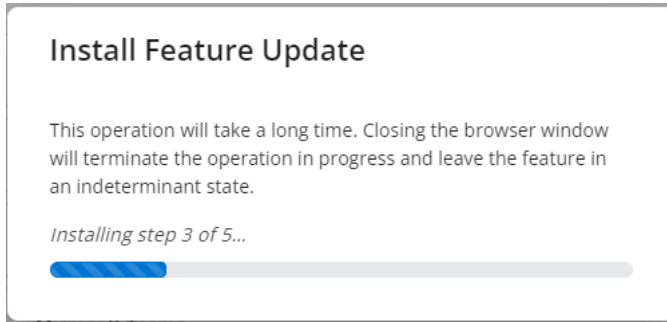 Install Feature Update
This operation will take a long time. Closing the browser window
will terminate the operation in progress and leave the feature in
an indeterminant state.
Installing step 3 of 5...